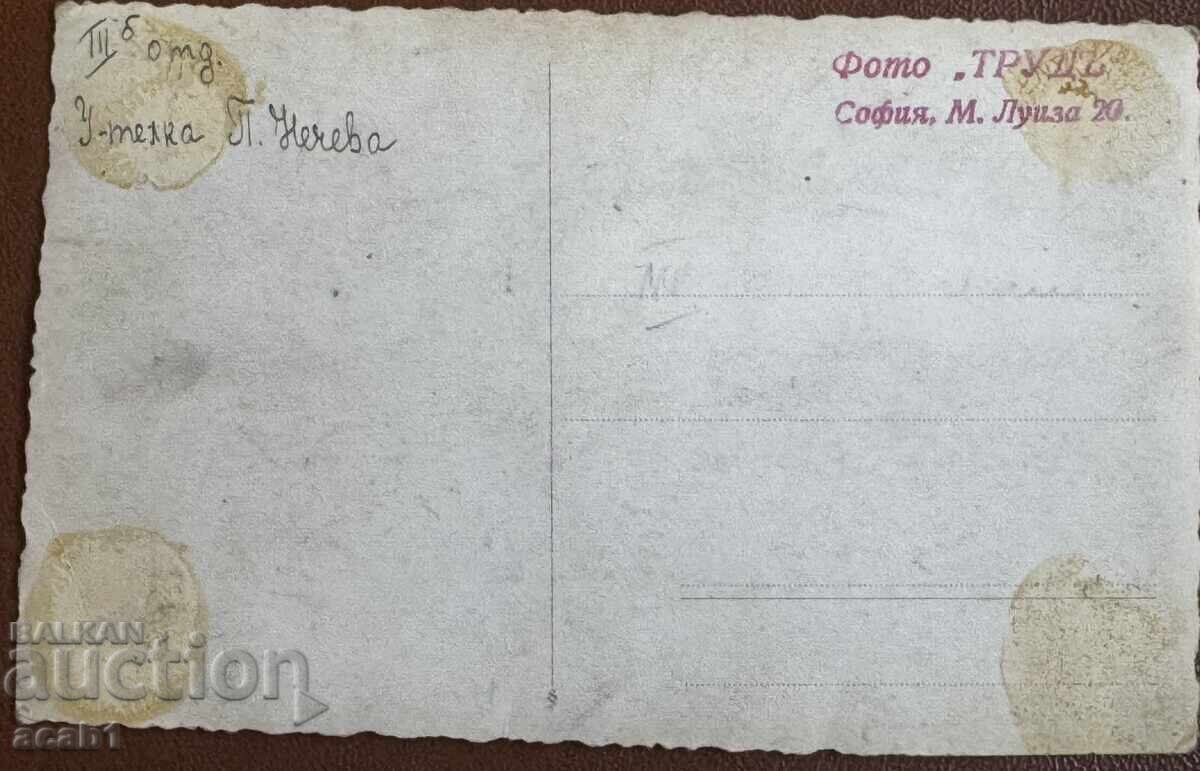 III б отд.
У-телка П. Нечева
Фото „ТРУДЪ“
София, М. Луиза 20.
§
BALKAN
auction
acab1